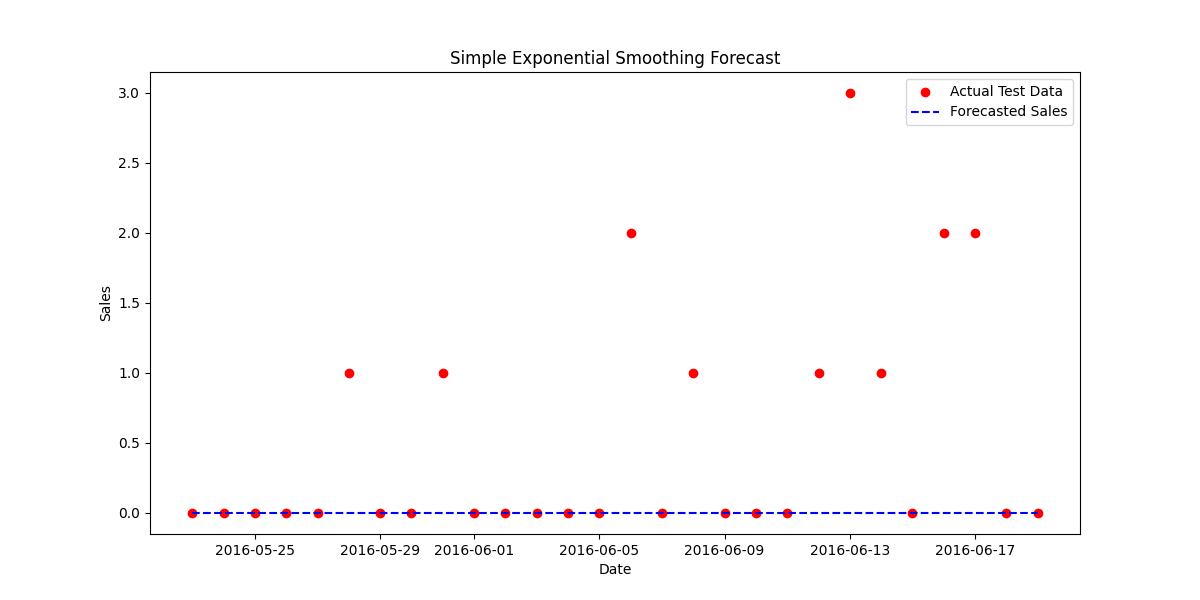 Simple Exponential Smoothing Forecast
Actual Test Data
Forecasted Sales
3.0
2.5
2.0
1.5
1.0
0.5
0.0
Sales
2016-05-25 2016-05-29 2016-06-01 2016-06-05 2016-06-09 2016-06-13 2016-06-17
Date